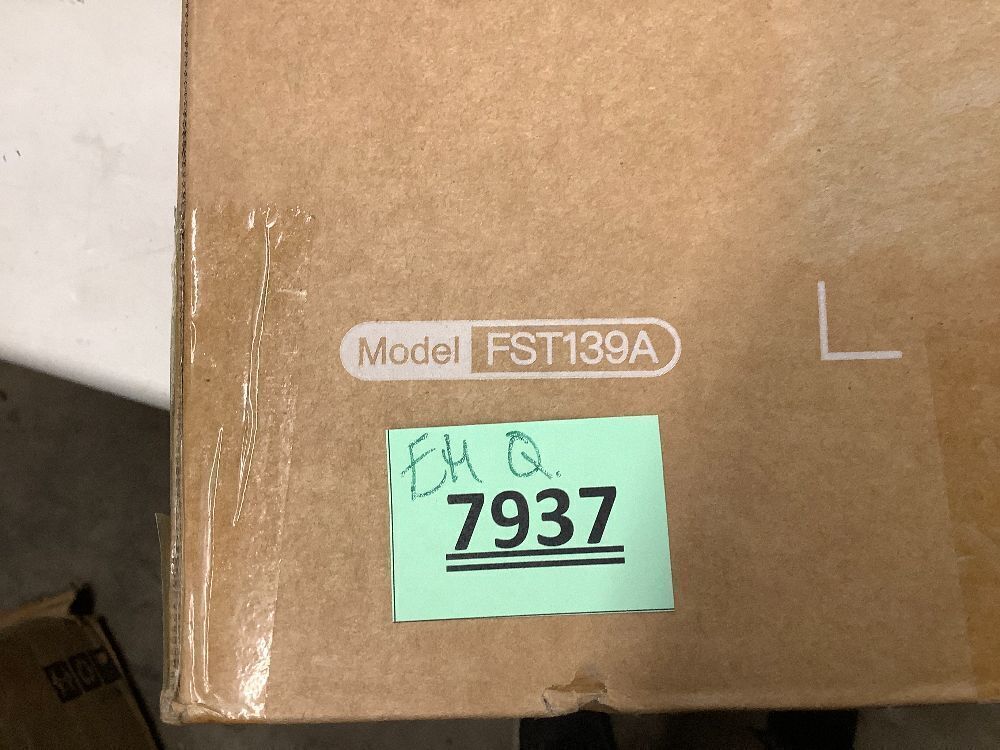 Model FST139A
EH Q.
7937